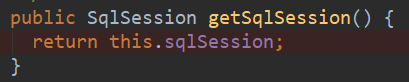 public SqlSession getSqlSession() {
  return this.sqlSession;
}